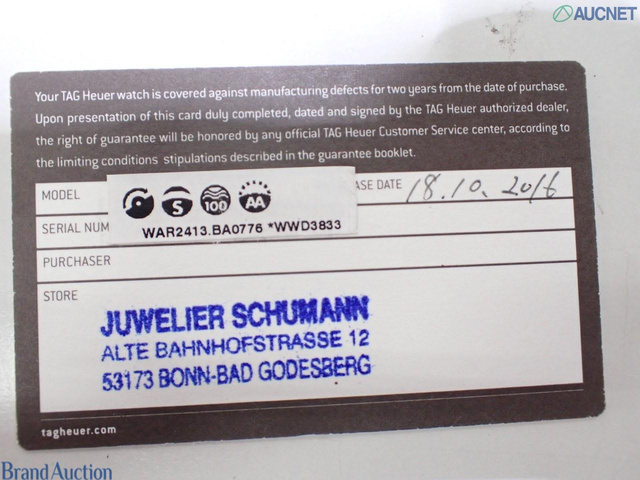 AUCNET
Your TAG Heuer watch is covered against manufacturing defects for two years from the date of purchase.
Upon presentation of this card duly completed, dated and signed by the TAG Heuer authorized dealer,
the right of guarantee will be honored by any official TAG Heuer Customer Service center, according to
the limiting conditions stipulations described in the guarantee booklet.
MODEL
ASE DATE 18.10.2016
S 100 AA
WAR2413.BA0776 *WWD3833
SERIAL NUM
PURCHASER
STORE
JUWELIER SCHUMANN
ALTE BAHNHOFSTRASSE 12
53173 BONN-BAD GODESBERG
tagheuer.com
Brand Auction